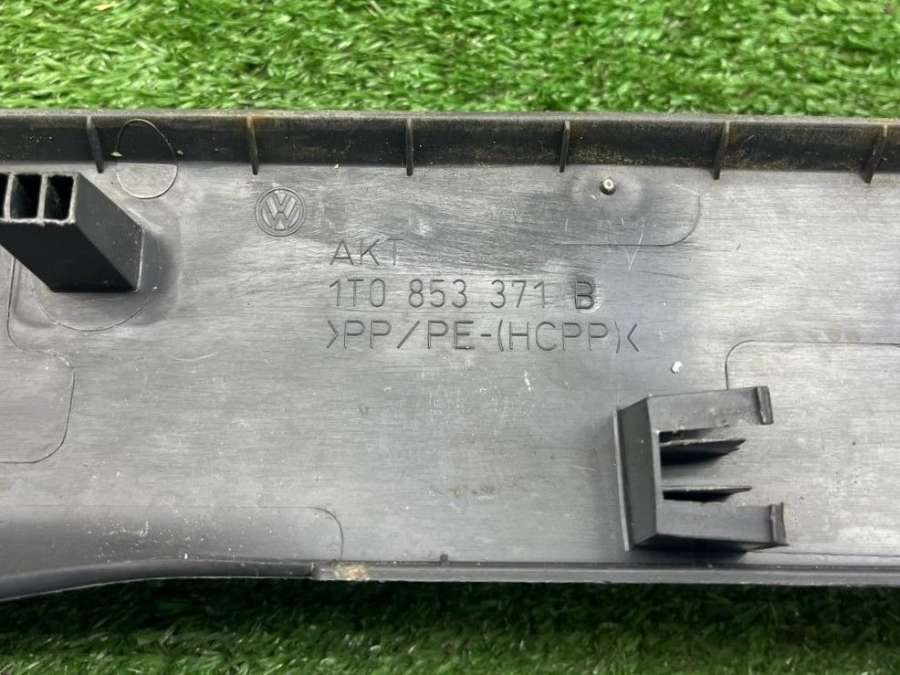 AKT
1T0 853 371 B
>PP/PE-(HCPP)<